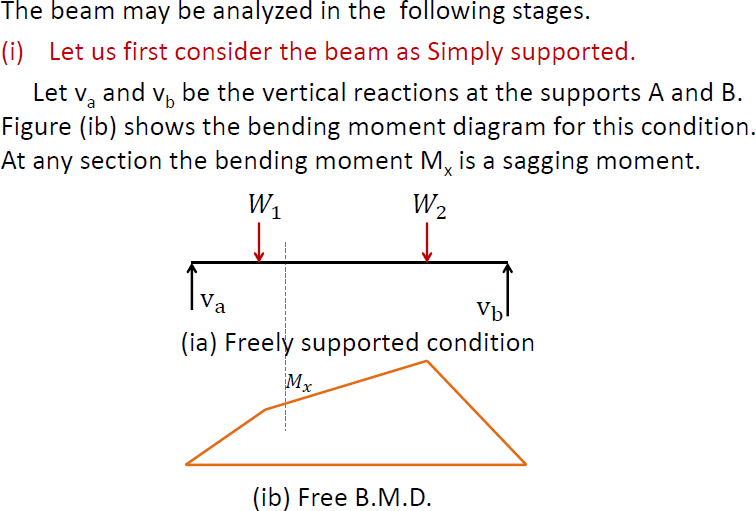 The beam may be analyzed in the following stages.
(i) Let us first consider the beam as Simply supported.
Let vₐ and v_b be the vertical reactions at the supports A and B.
Figure (ib) shows the bending moment diagram for this condition.
At any section the bending moment Mₓ is a sagging moment.
W₁ W₂
vₐ v_b
(ia) Freely supported condition
Mₓ
(ib) Free B.M.D.